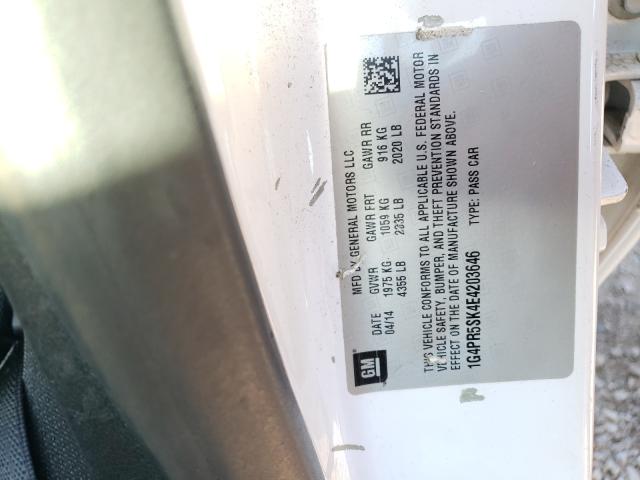 MFD BY GENERAL MOTORS LLC
DATE GVWR GAWR FRT GAWR RR
04/14 1975 KG 1059 KG 916 KG
4355 LB 2335 LB 2020 LB
THIS VEHICLE CONFORMS TO ALL APPLICABLE U.S. FEDERAL MOTOR
VEHICLE SAFETY, BUMPER, AND THEFT PREVENTION STANDARDS IN
EFFECT ON THE DATE OF MANUFACTURE SHOWN ABOVE.
1G4PR5SK4E4203646 TYPE: PASS CAR
GM